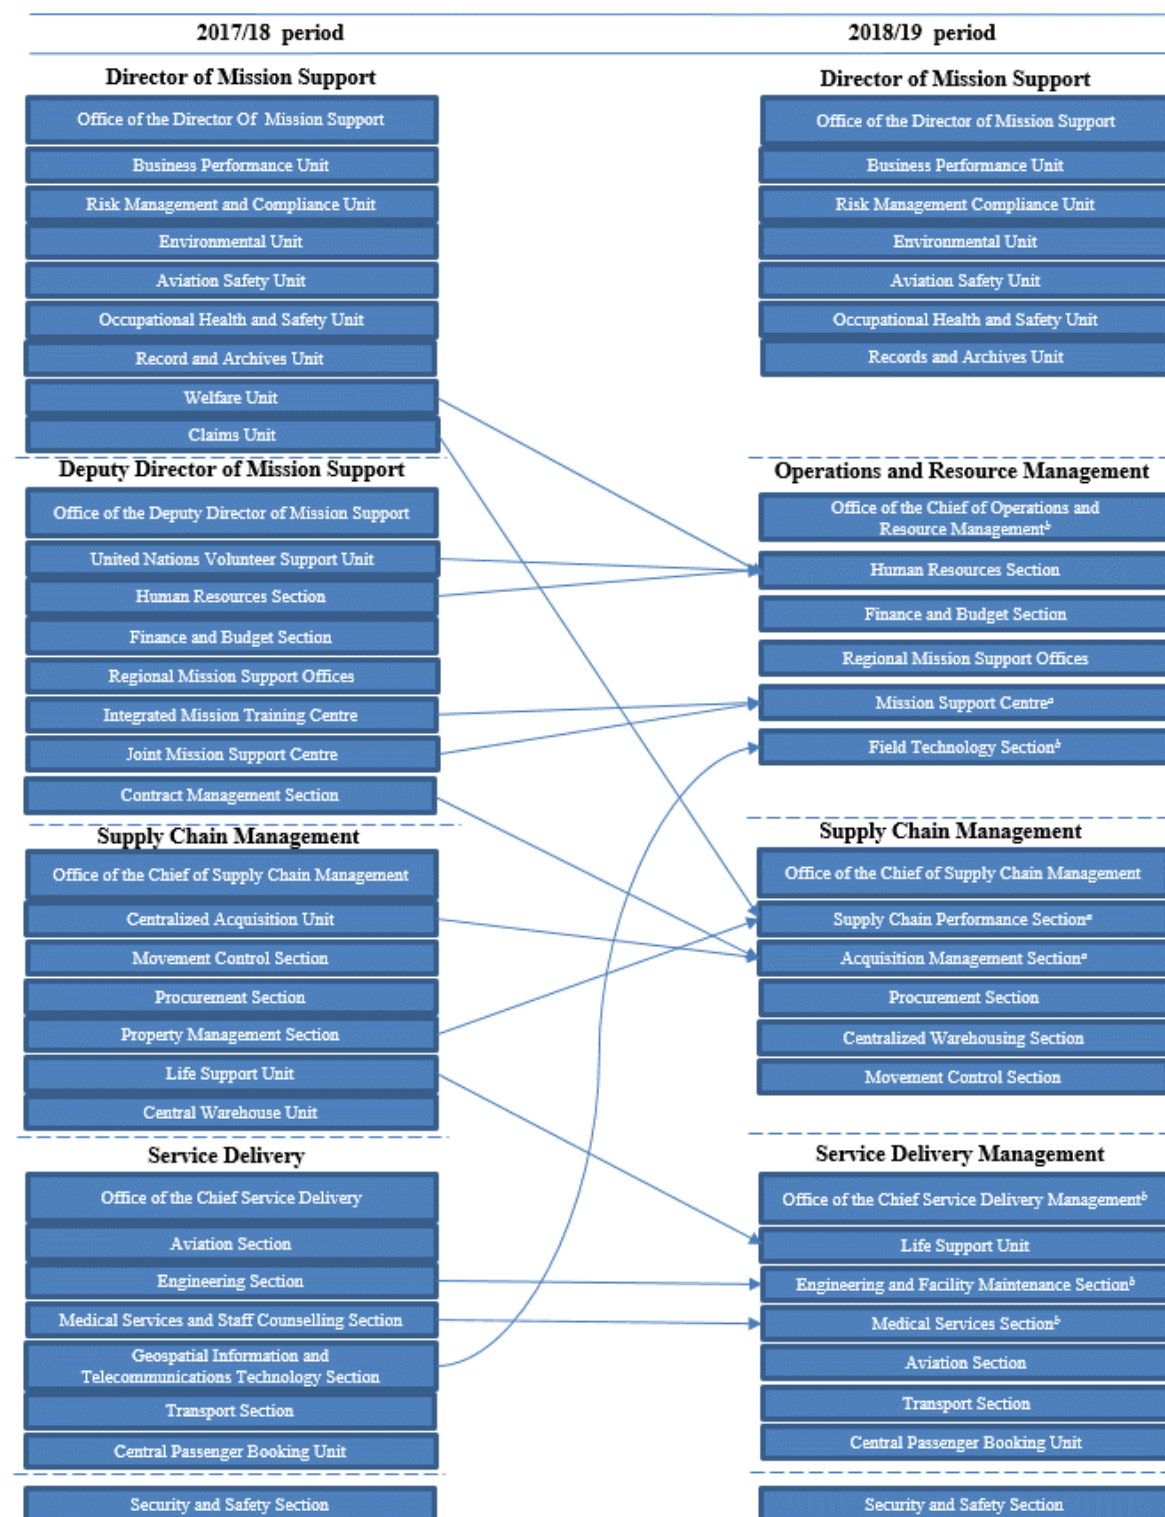 2017/18 period
Director of Mission Support
Office of the Director Of Mission Support
Business Performance Unit
Risk Management and Compliance Unit
Environmental Unit
Aviation Safety Unit
Occupational Health and Safety Unit
Record and Archives Unit
Welfare Unit
Claims Unit
Deputy Director of Mission Support
Office of the Deputy Director of Mission Support
United Nations Volunteer Support Unit
Human Resources Section
Finance and Budget Section
Regional Mission Support Offices
Integrated Mission Training Centre
Joint Mission Support Centre
Contract Management Section
Supply Chain Management
Office of the Chief of Supply Chain Management
Centralized Acquisition Unit
Movement Control Section
Procurement Section
Property Management Section
Life Support Unit
Central Warehouse Unit
Service Delivery
Office of the Chief Service Delivery
Aviation Section
Engineering Section
Medical Services and Staff Counselling Section
Geospatial Information and
Telecommunications Technology Section
Transport Section
Central Passenger Booking Unit
Security and Safety Section
2018/19 period
Director of Mission Support
Office of the Director of Mission Support
Business Performance Unit
Risk Management Compliance Unit
Environmental Unit
Aviation Safety Unit
Occupational Health and Safety Unit
Records and Archives Unit
Operations and Resource Management
Office of the Chief of Operations and
Resource Management b
Human Resources Section
Finance and Budget Section
Regional Mission Support Offices
Mission Support Centre a
Field Technology Section b
Supply Chain Management
Office of the Chief of Supply Chain Management
Supply Chain Performance Section a
Acquisition Management Section a
Procurement Section
Centralized Warehousing Section
Movement Control Section
Service Delivery Management
Office of the Chief Service Delivery Management b
Life Support Unit
Engineering and Facility Maintenance Section b
Medical Services Section b
Aviation Section
Transport Section
Central Passenger Booking Unit
Security and Safety Section